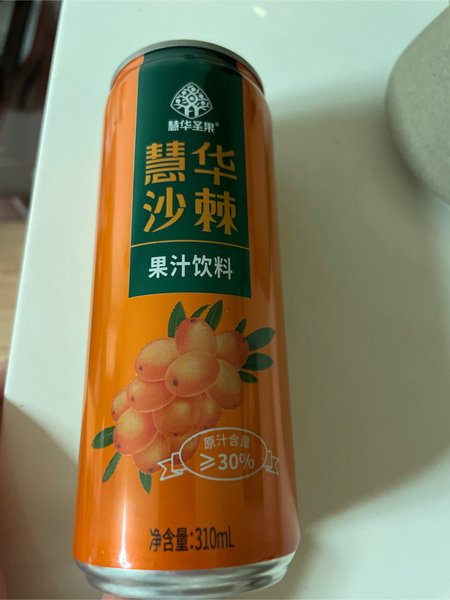 慧华圣果®
慧华
沙棘
果汁饮料
原汁含量
≥30%
净含量:310mL